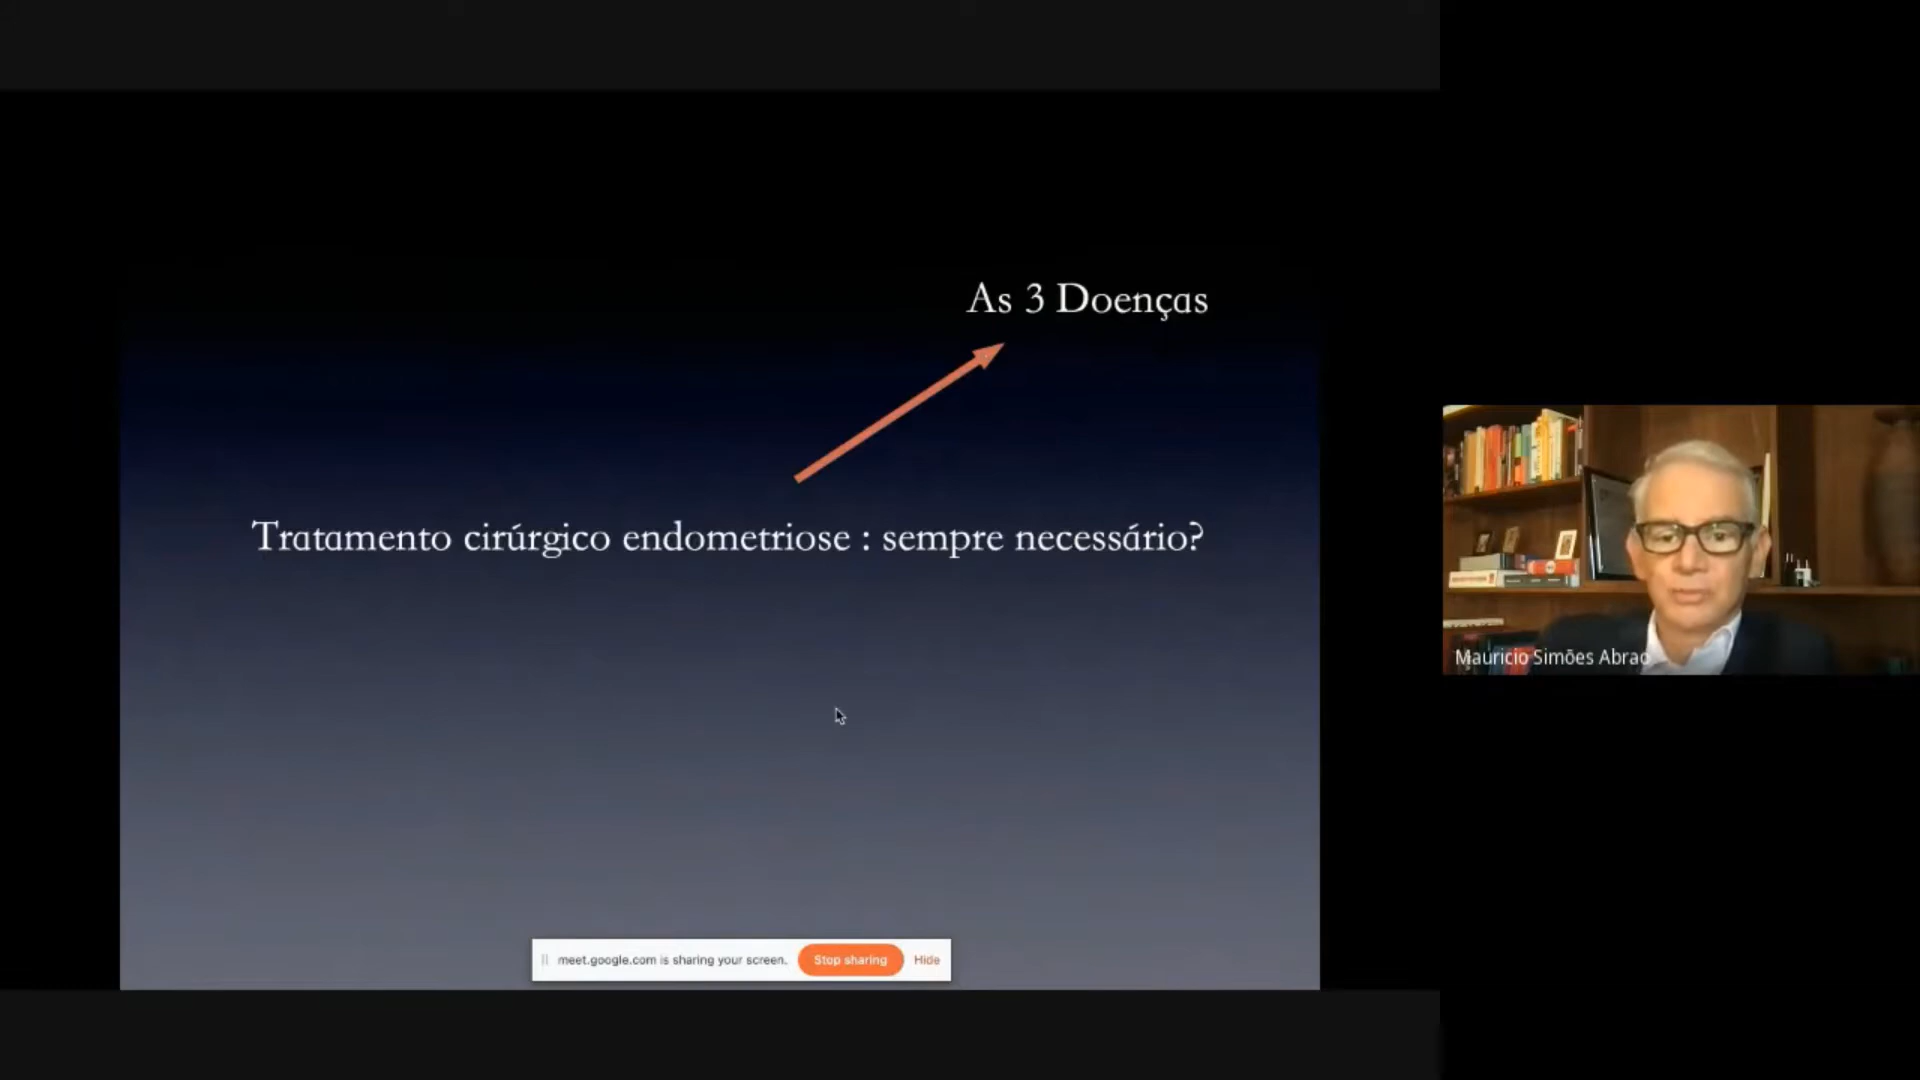 As 3 Doenças
Tratamento cirúrgico endometriose : sempre necessário?
Mauricio Simões Abrao
meet.google.com is sharing your screen. Stop sharing Hide